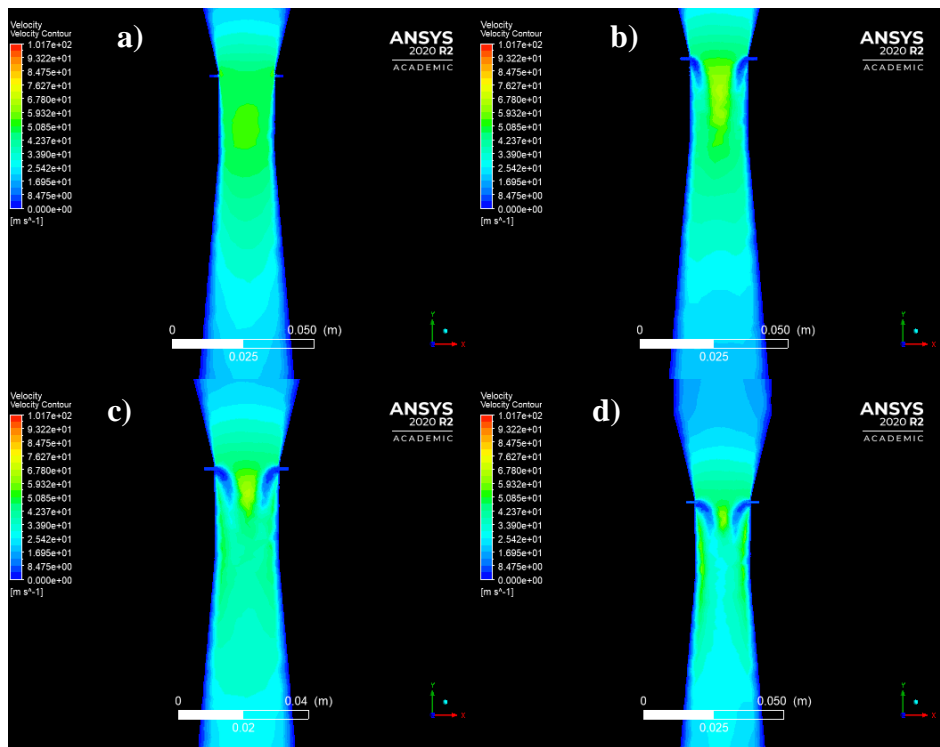 Velocity
Velocity Contour
1.017e+02
9.322e+01
8.475e+01
7.627e+01
6.780e+01
5.932e+01
5.085e+01
4.237e+01
3.390e+01
2.542e+01
1.695e+01
8.475e+00
0.000e+00
[m s^-1]
a)
ANSYS
2020 R2
ACADEMIC
0 0.050 (m)
0.025
Y
X
Velocity
Velocity Contour
1.017e+02
9.322e+01
8.475e+01
7.627e+01
6.780e+01
5.932e+01
5.085e+01
4.237e+01
3.390e+01
2.542e+01
1.695e+01
8.475e+00
0.000e+00
[m s^-1]
b)
ANSYS
2020 R2
ACADEMIC
0 0.050 (m)
0.025
Y
X
Velocity
Velocity Contour
1.017e+02
9.322e+01
8.475e+01
7.627e+01
6.780e+01
5.932e+01
5.085e+01
4.237e+01
3.390e+01
2.542e+01
1.695e+01
8.475e+00
0.000e+00
[m s^-1]
c)
ANSYS
2020 R2
ACADEMIC
0 0.04 (m)
0.02
Y
X
Velocity
Velocity Contour
1.017e+02
9.322e+01
8.475e+01
7.627e+01
6.780e+01
5.932e+01
5.085e+01
4.237e+01
3.390e+01
2.542e+01
1.695e+01
8.475e+00
0.000e+00
[m s^-1]
d)
ANSYS
2020 R2
ACADEMIC
0 0.050 (m)
0.025
Y
X